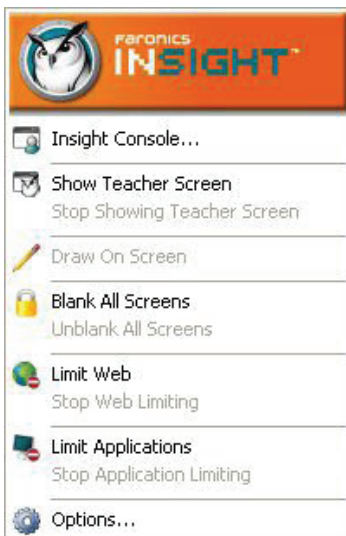 FARONICS
INSIGHT™
Insight Console...
Show Teacher Screen
Stop Showing Teacher Screen
Draw On Screen
Blank All Screens
Unblank All Screens
Limit Web
Stop Web Limiting
Limit Applications
Stop Application Limiting
Options...